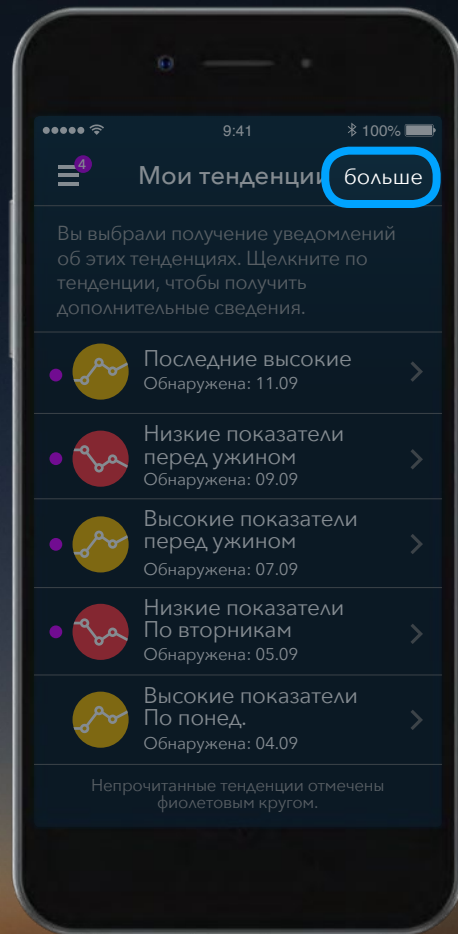 9:41
100%
4
Мои тенденции
больше
Вы выбрали получение уведомлений
об этих тенденциях. Щелкните по
тенденции, чтобы получить
дополнительные сведения.
Последние высокие
Обнаружена: 11.09
Низкие показатели
перед ужином
Обнаружена: 09.09
Высокие показатели
перед ужином
Обнаружена: 07.09
Низкие показатели
По вторникам
Обнаружена: 05.09
Высокие показатели
По понед.
Обнаружена: 04.09
Непрочитанные тенденции отмечены
фиолетовым кругом.